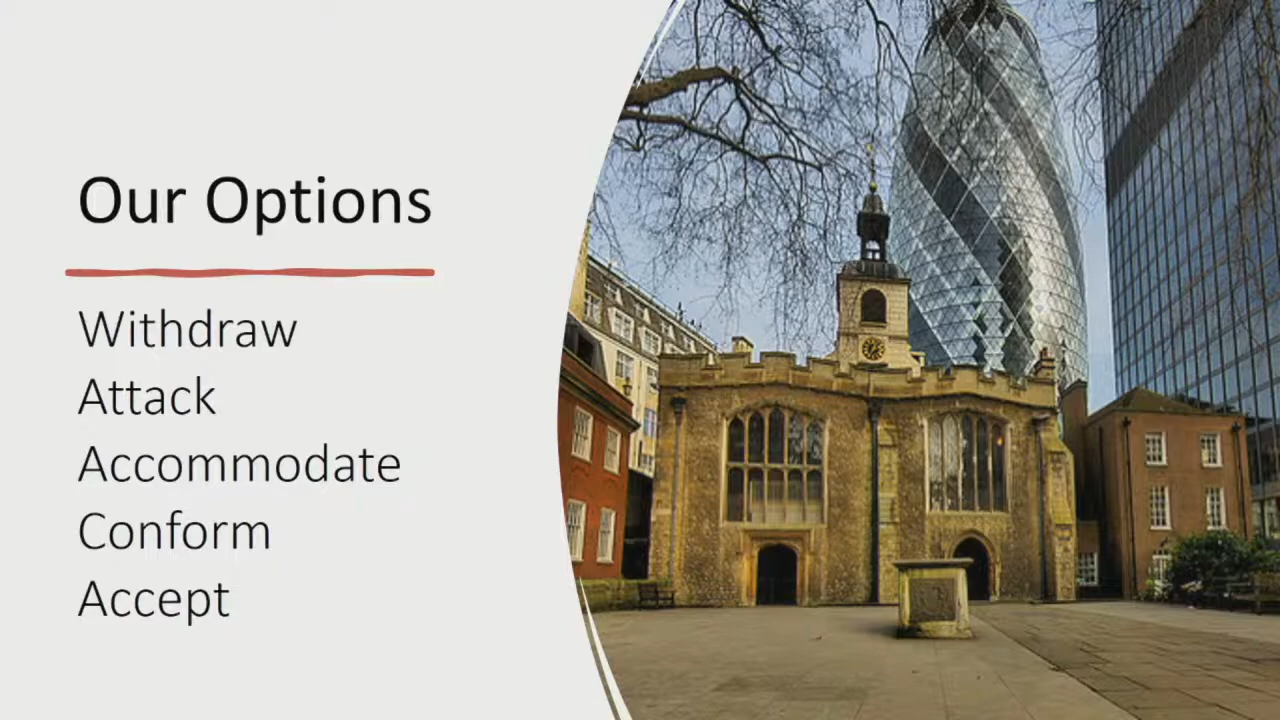 Our Options
Withdraw
Attack
Accommodate
Conform
Accept